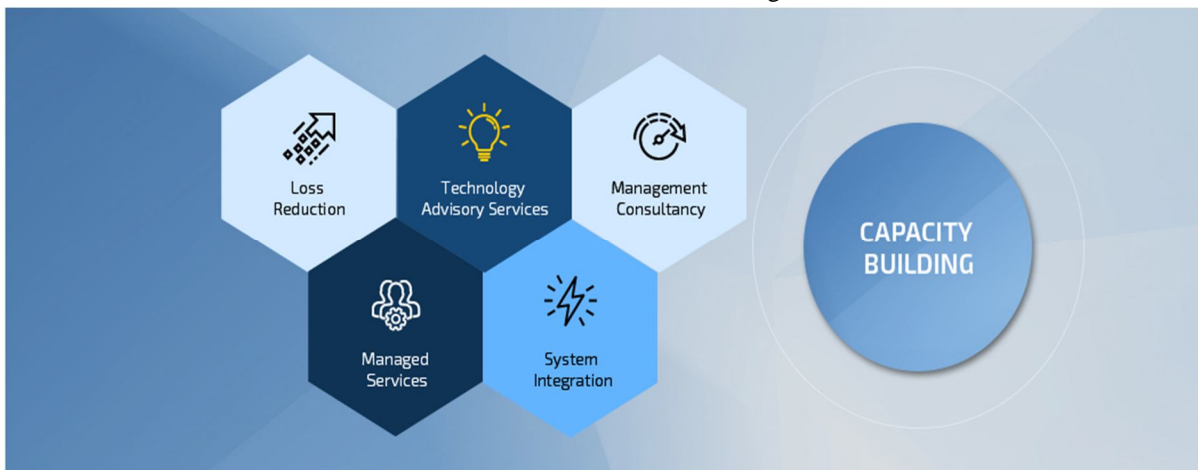 Loss
Reduction
Technology
Advisory Services
Management
Consultancy
Managed
Services
System
Integration
CAPACITY
BUILDING